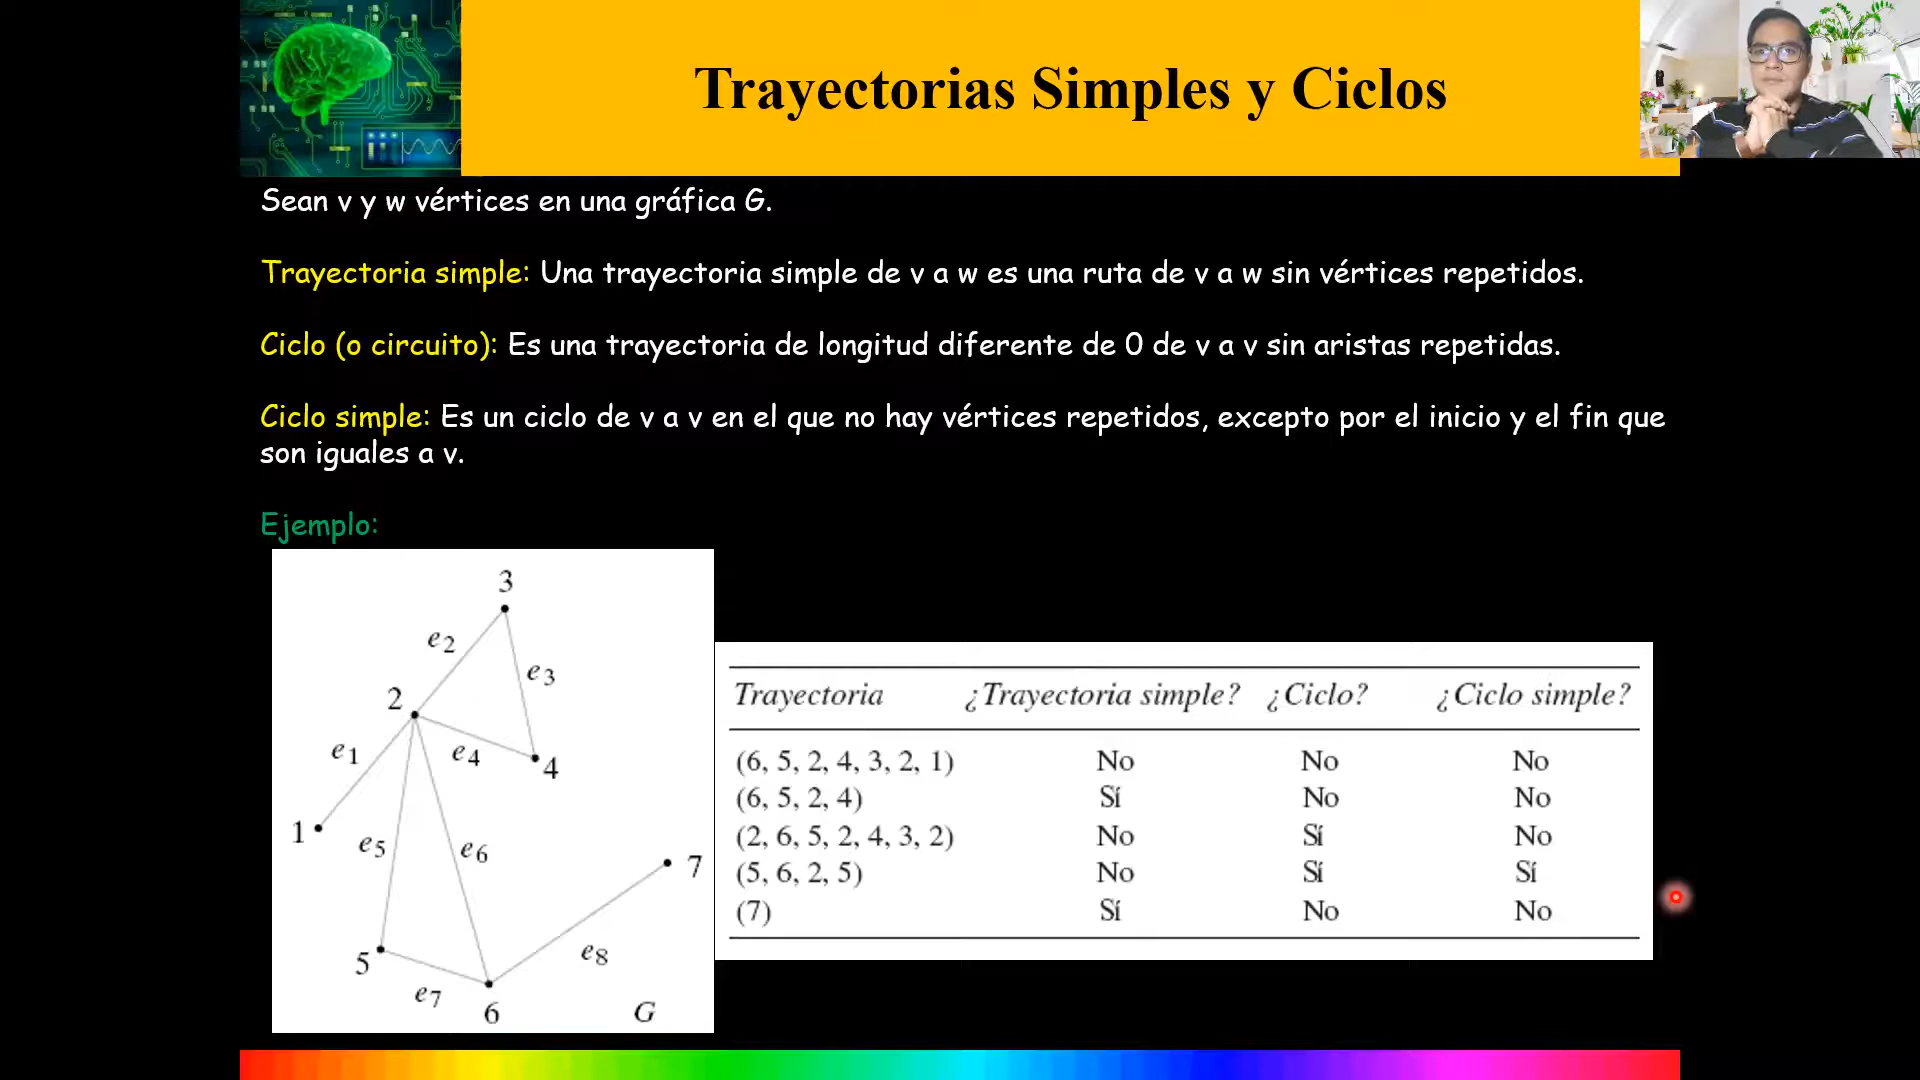 Trayectorias Simples y Ciclos
Sean v y w vértices en una gráfica G.
Trayectoria simple: Una trayectoria simple de v a w es una ruta de v a w sin vértices repetidos.
Ciclo (o circuito): Es una trayectoria de longitud diferente de 0 de v a v sin aristas repetidas.
Ciclo simple: Es un ciclo de v a v en el que no hay vértices repetidos, excepto por el inicio y el fin que
son iguales a v.
Ejemplo:
3
e2
e3
2
e1
e4
4
1
e5
e6
7
5
e8
e7
6
G
Trayectoria ¿Trayectoria simple? ¿Ciclo? ¿Ciclo simple?
(6, 5, 2, 4, 3, 2, 1) No No No
(6, 5, 2, 4) Sí No No
(2, 6, 5, 2, 4, 3, 2) No Sí No
(5, 6, 2, 5) No Sí Sí
(7) Sí No No